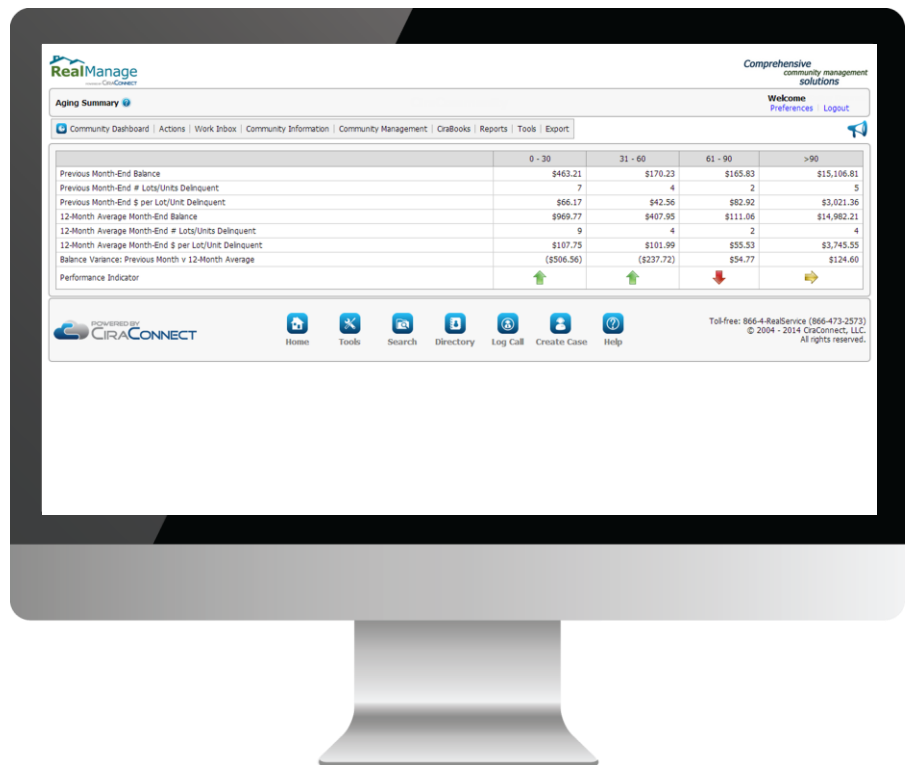 RealManage
CIRACONNECT
Comprehensive
community management
solutions
Aging Summary
Welcome
Preferences | Logout
Community Dashboard | Actions | Work Inbox | Community Information | Community Management | CiraBooks | Reports | Tools | Export
0 - 30 31 - 60 61 - 90 >90
Previous Month-End Balance $463.21 $170.23 $165.83 $15,106.81
Previous Month-End # Lots/Units Delinquent 7 4 2 5
Previous Month-End $ per Lot/Unit Delinquent $66.17 $42.56 $82.92 $3,021.36
12-Month Average Month-End Balance $969.77 $407.95 $111.06 $14,982.21
12-Month Average Month-End # Lots/Units Delinquent 9 4 2 4
12-Month Average Month-End $ per Lot/Unit Delinquent $107.75 $101.99 $55.53 $3,745.55
Balance Variance: Previous Month v 12-Month Average ($506.56) ($237.72) $54.77 $124.60
Performance Indicator
POWERED BY
CIRACONNECT
Home Tools Search Directory Log Call Create Case Help
Toll-free: 866-4-RealService (866-473-2573)
© 2004 - 2014 CiraConnect, LLC.
All rights reserved.